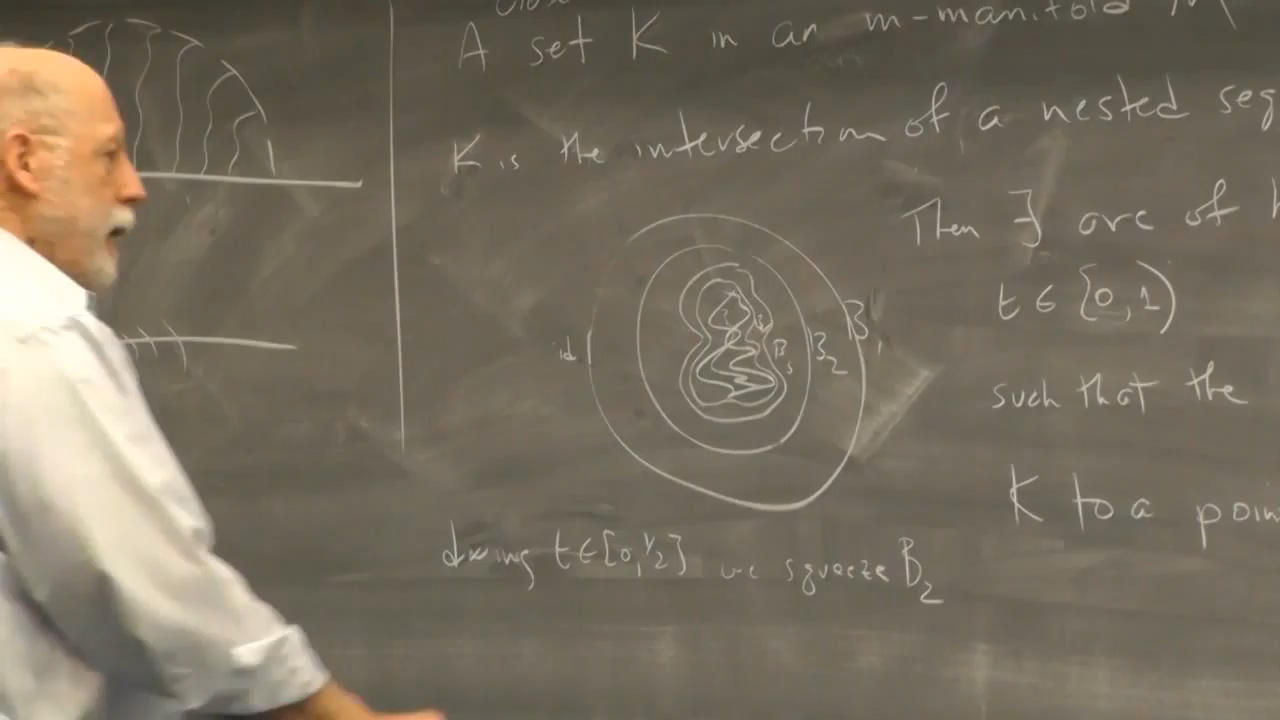 Close
A set K in an m-manifold M
K is the intersection of a nested seq
Then ∃ arc of h
t ∈ [0,1)
id
B3
B2
B1
such that the
K to a poin
during t∈[0,1/2] we squeeze B2